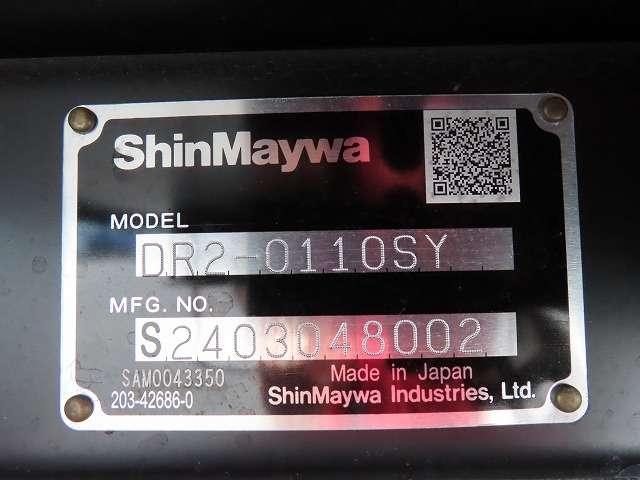 ShinMaywa
MODEL
DR2-0110SY
MFG. NO.
S2403048002
SAM0043350
Made in Japan
203-42686-0
ShinMaywa Industries, Ltd.